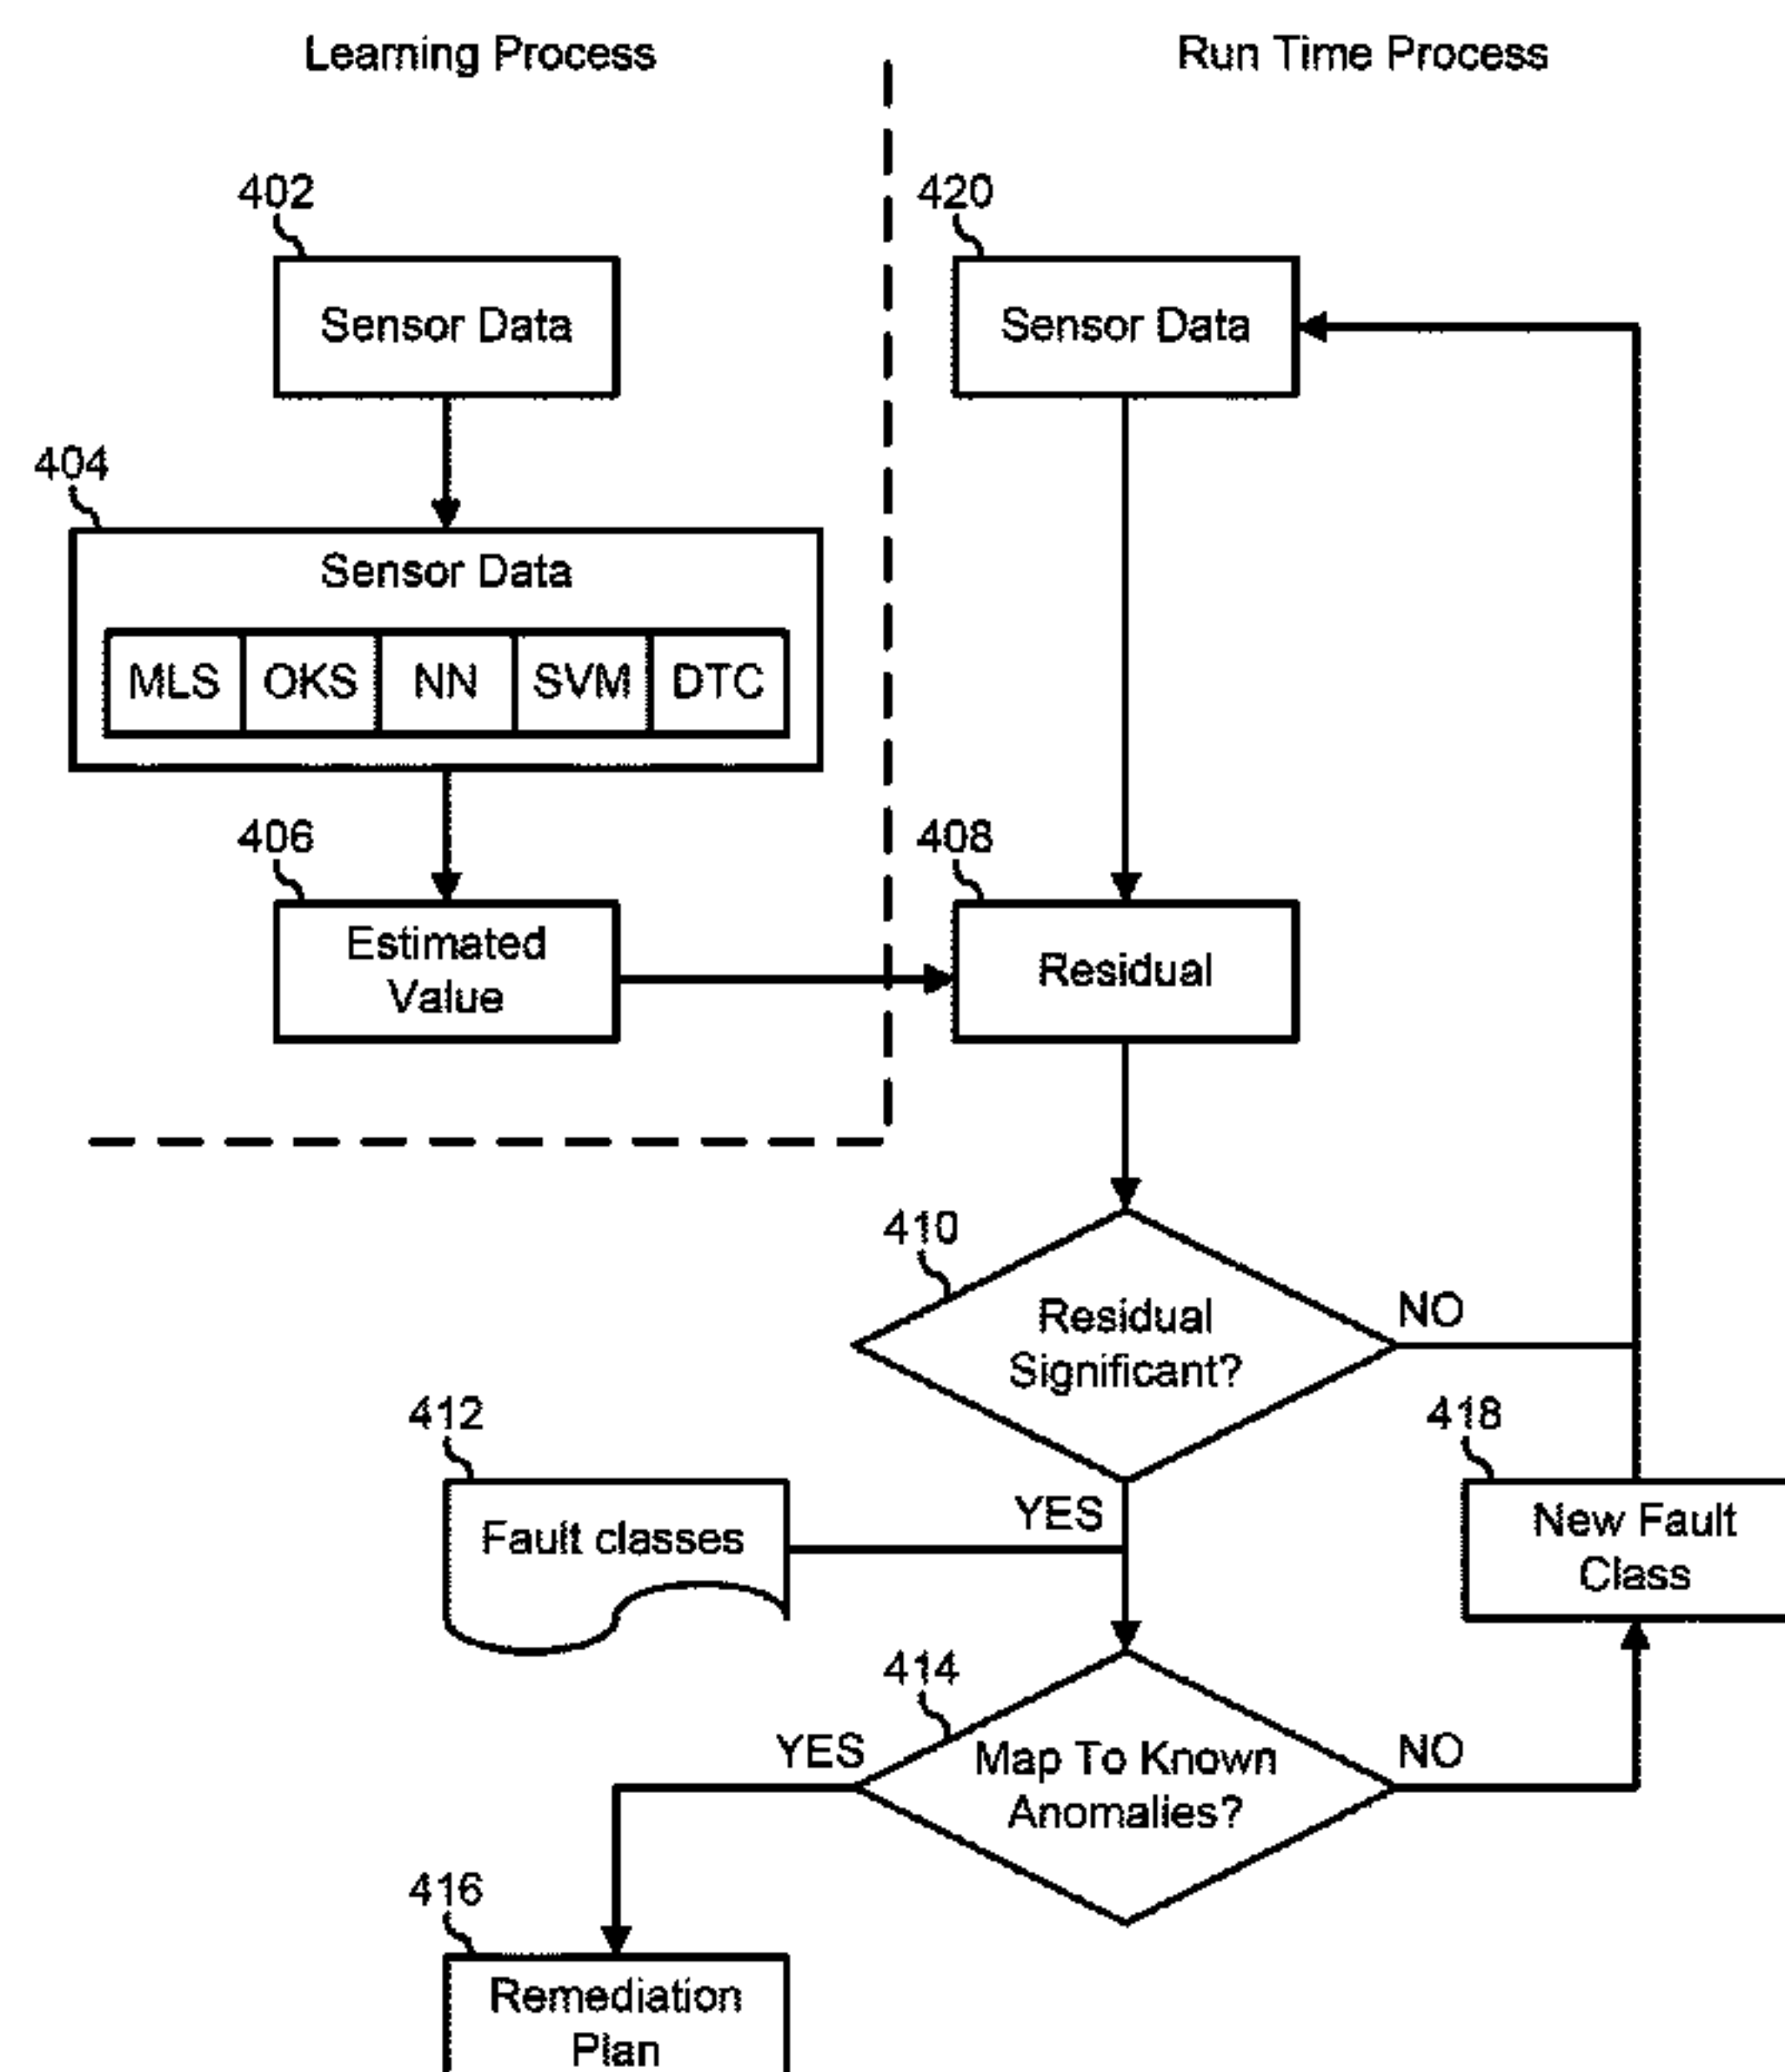 Learning Process
Run Time Process
402
420
Sensor Data
Sensor Data
404
Sensor Data
MLS OKS NN SVM DTC
406
408
Estimated
Value
Residual
410
Residual
Significant?
NO
412
418
YES
Fault classes
New Fault
Class
414
YES
Map To Known
Anomalies?
NO
416
Remediation
Plan